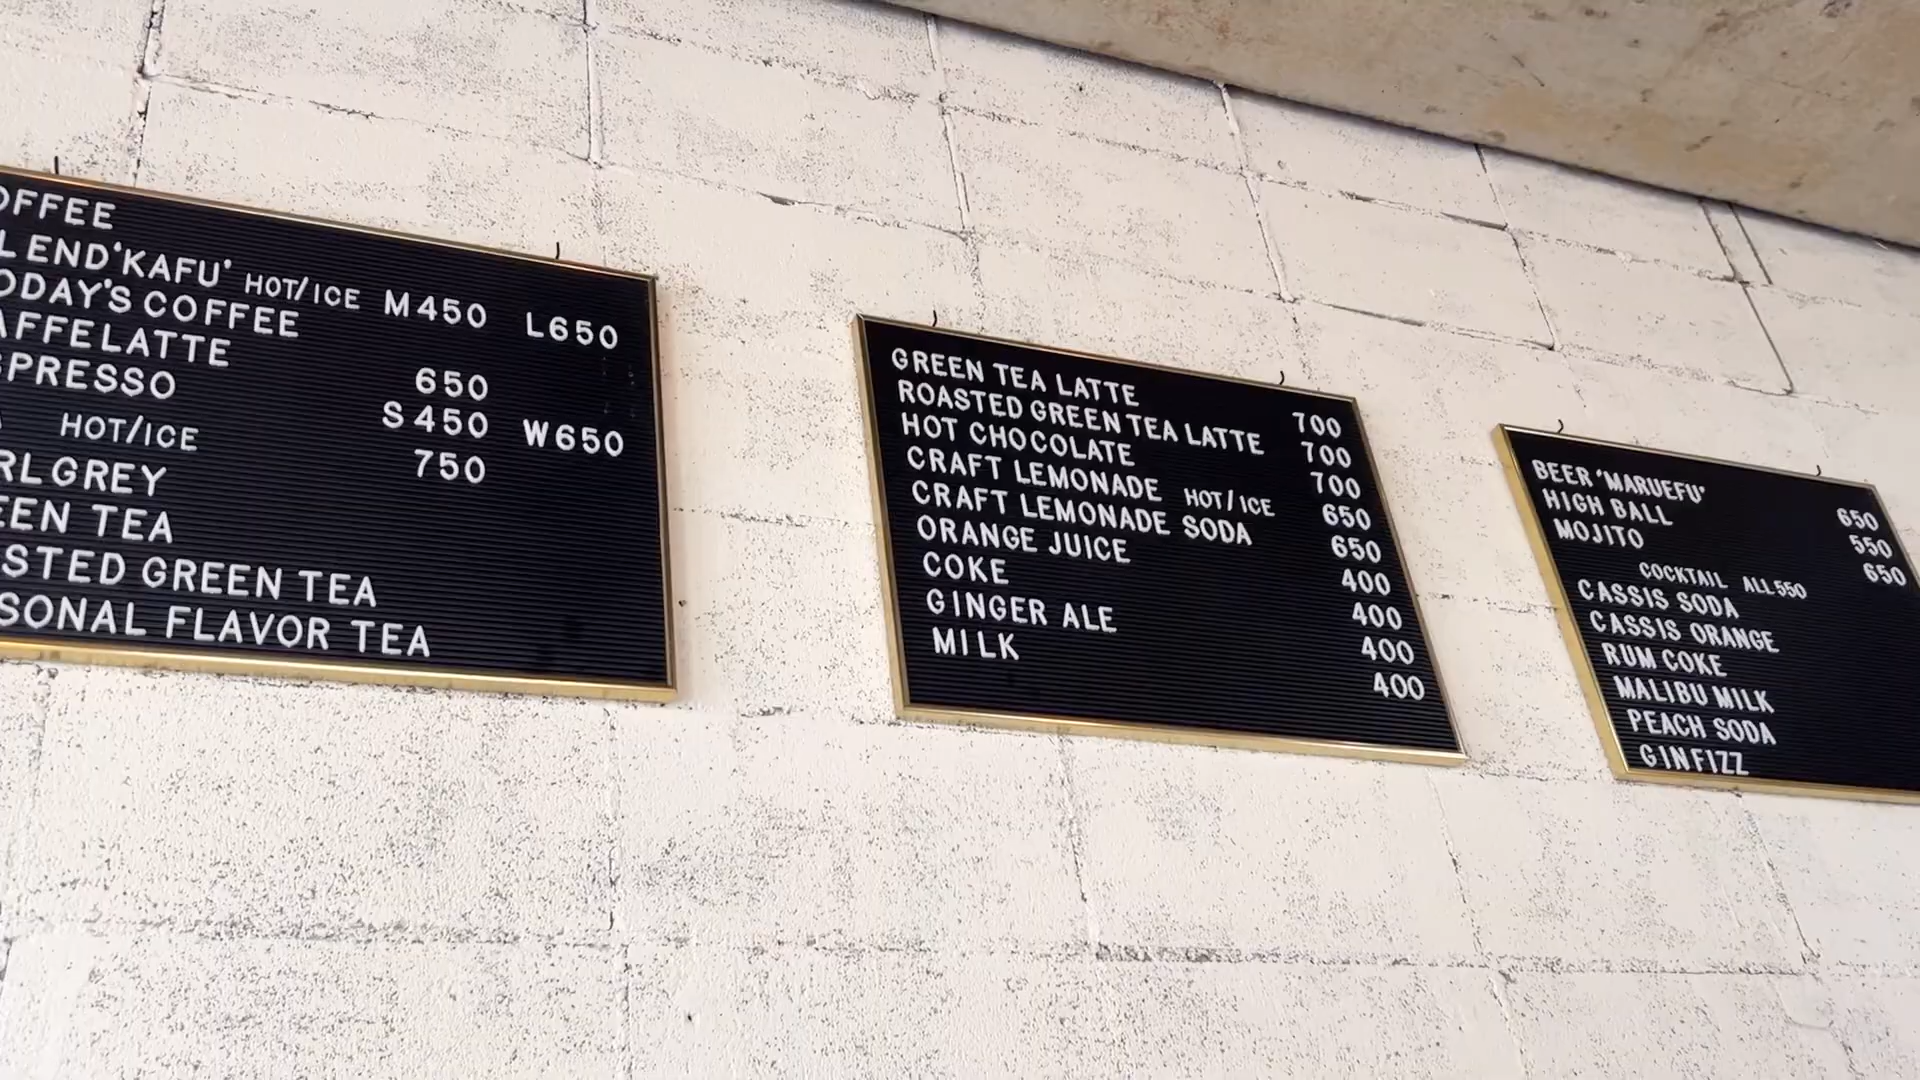 OFFEE
LEND 'KAFU' HOT/ICE M450 L650
ODAY'S COFFEE
AFFELATTE 650
SPRESSO S450 W650
HOT/ICE 750
RLGREY
EEN TEA
STED GREEN TEA
SONAL FLAVOR TEA
GREEN TEA LATTE 700
ROASTED GREEN TEA LATTE 700
HOT CHOCOLATE 700
CRAFT LEMONADE HOT/ICE 650
CRAFT LEMONADE SODA 650
ORANGE JUICE 400
COKE 400
GINGER ALE 400
MILK 400
BEER 'MARUEFU' 650
HIGH BALL 550
MOJITO 650
COCKTAIL ALL 550
CASSIS SODA
CASSIS ORANGE
RUM COKE
MALIBU MILK
PEACH SODA
GINFIZZ